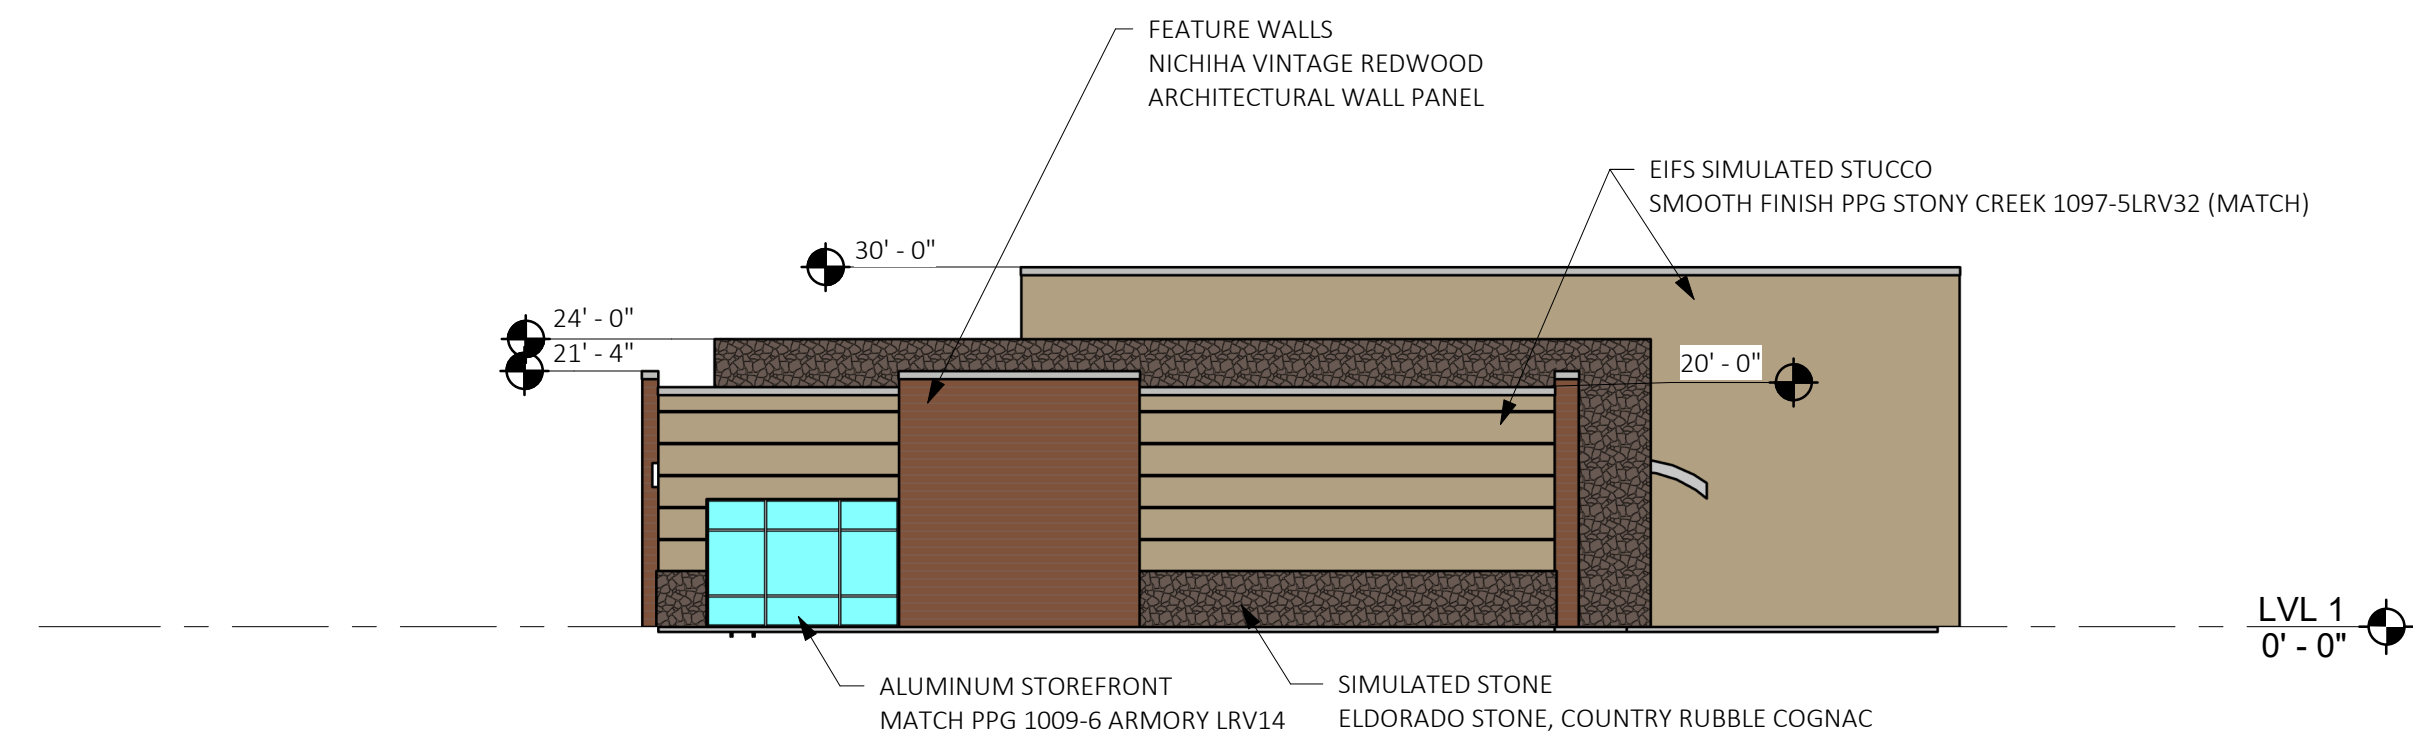 FEATURE WALLS
NICHIHA VINTAGE REDWOOD
ARCHITECTURAL WALL PANEL
EIFS SIMULATED STUCCO
SMOOTH FINISH PPG STONY CREEK 1097-5LRV32 (MATCH)
30' - 0"
24' - 0"
21' - 4"
20' - 0"
LVL 1
0' - 0"
ALUMINUM STOREFRONT
MATCH PPG 1009-6 ARMORY LRV14
SIMULATED STONE
ELDORADO STONE, COUNTRY RUBBLE COGNAC